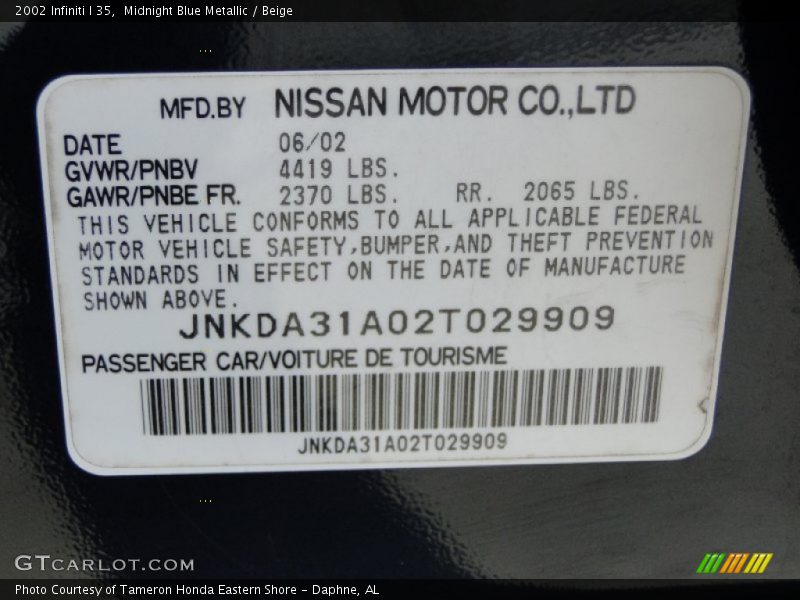 2002 Infiniti I 35,  Midnight Blue Metallic / Beige
MFD.BY NISSAN MOTOR CO.,LTD
DATE 06/02
GVWR/PNBV 4419 LBS.
GAWR/PNBE FR. 2370 LBS. RR. 2065 LBS.
THIS VEHICLE CONFORMS TO ALL APPLICABLE FEDERAL
MOTOR VEHICLE SAFETY,BUMPER,AND THEFT PREVENTION
STANDARDS IN EFFECT ON THE DATE OF MANUFACTURE
SHOWN ABOVE.
JNKDA31A02T029909
PASSENGER CAR/VOITURE DE TOURISME
JNKDA31A02T029909
GTCARLOT.COM
Photo Courtesy of Tameron Honda Eastern Shore – Daphne, AL